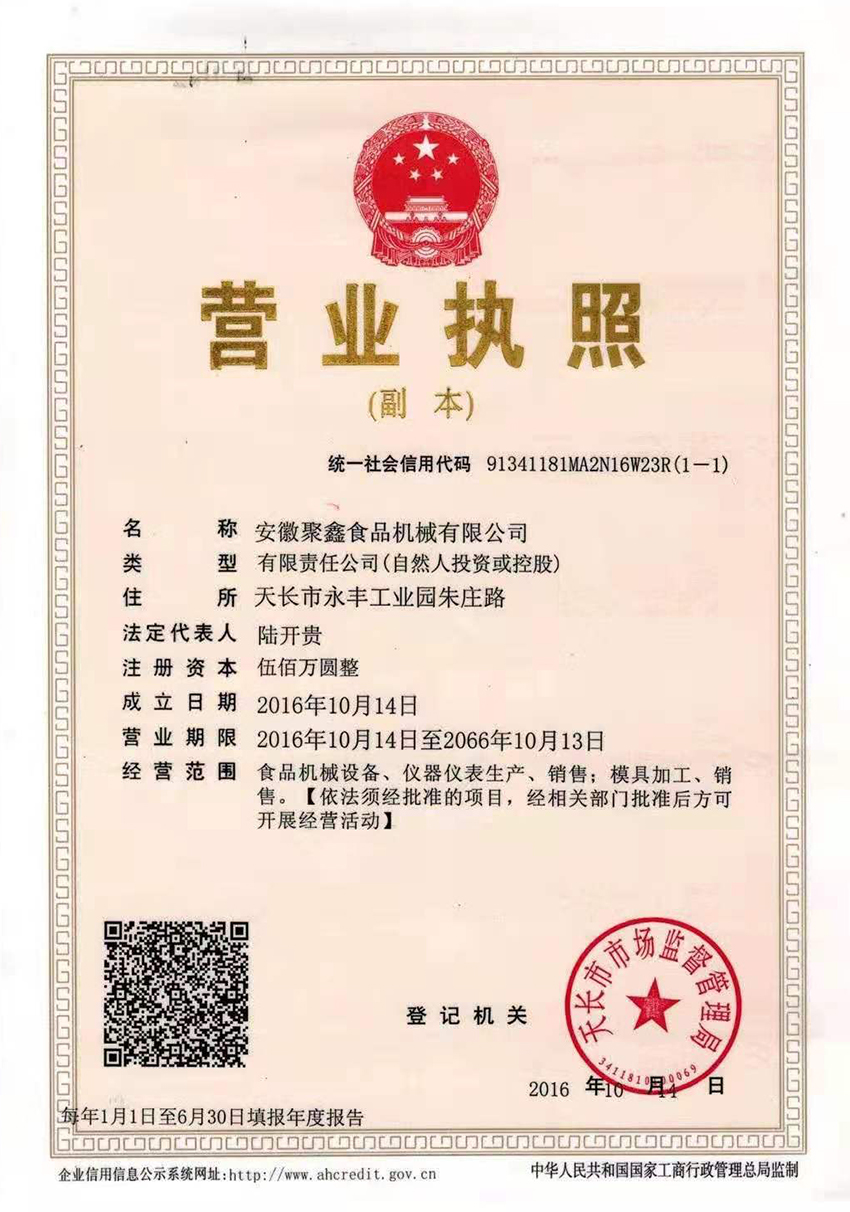 营业执照
(副 本)
统一社会信用代码 91341181MA2N16W23R(1-1)
名 称 安徽聚鑫食品机械有限公司
类 型 有限责任公司(自然人投资或控股)
住 所 天长市永丰工业园朱庄路
法定代表人 陆开贵
注册资本 伍佰万圆整
成立日期 2016年10月14日
营业期限 2016年10月14日至2066年10月13日
经营范围 食品机械设备、仪器仪表生产、销售；模具加工、销
售。【依法须经批准的项目，经相关部门批准后方可
开展经营活动】
天长市市场监督管理局
登记机关
3411810000069
2016 年10 月14 日
每年1月1日至6月30日填报年度报告
企业信用信息公示系统网址:http://www.ahcredit.gov.cn
中华人民共和国国家工商行政管理总局监制